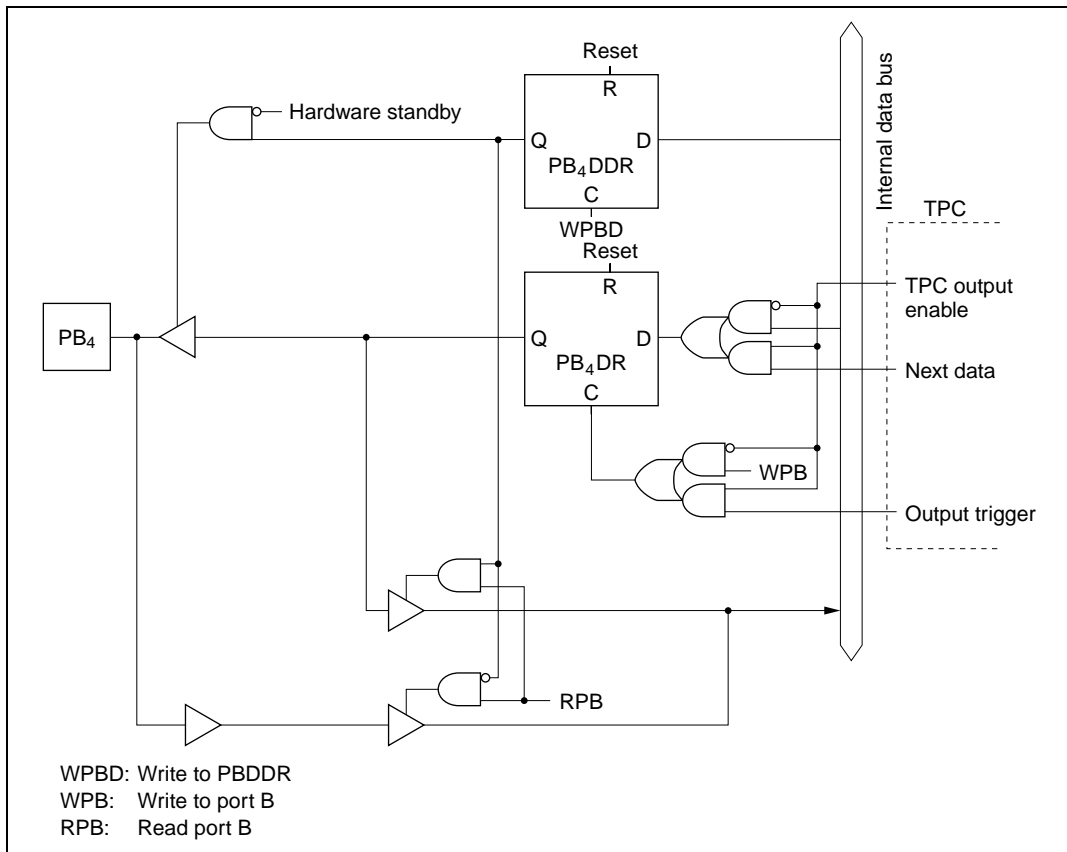 Reset
R
Hardware standby
Q
D
PB₄DDR
C
WPBD
Internal data bus
TPC
Reset
R
TPC output
enable
PB₄
Q
D
PB₄DR
C
Next data
WPB
Output trigger
RPB
WPBD: Write to PBDDR
WPB: Write to port B
RPB: Read port B